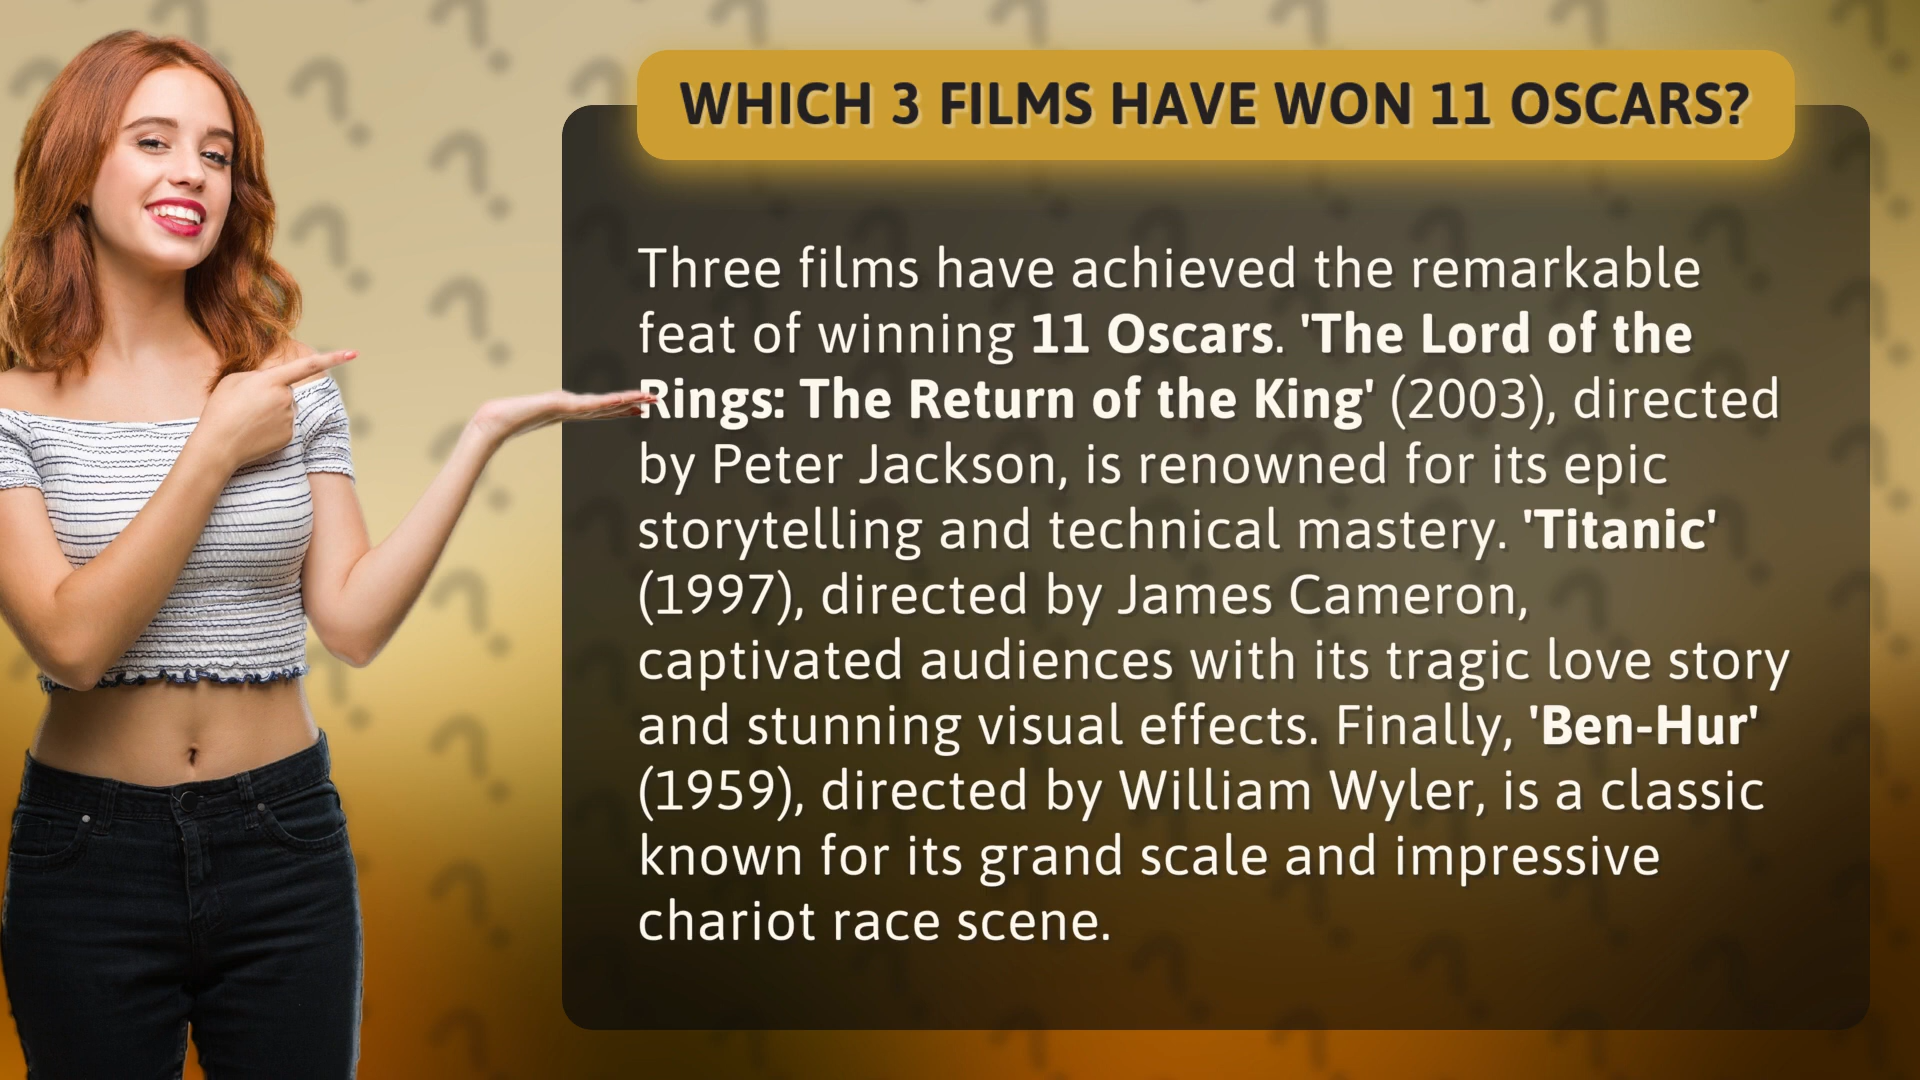 WHICH 3 FILMS HAVE WON 11 OSCARS?
Three films have achieved the remarkable
feat of winning 11 Oscars. 'The Lord of the
Rings: The Return of the King' (2003), directed
by Peter Jackson, is renowned for its epic
storytelling and technical mastery. 'Titanic'
(1997), directed by James Cameron,
captivated audiences with its tragic love story
and stunning visual effects. Finally, 'Ben-Hur'
(1959), directed by William Wyler, is a classic
known for its grand scale and impressive
chariot race scene.